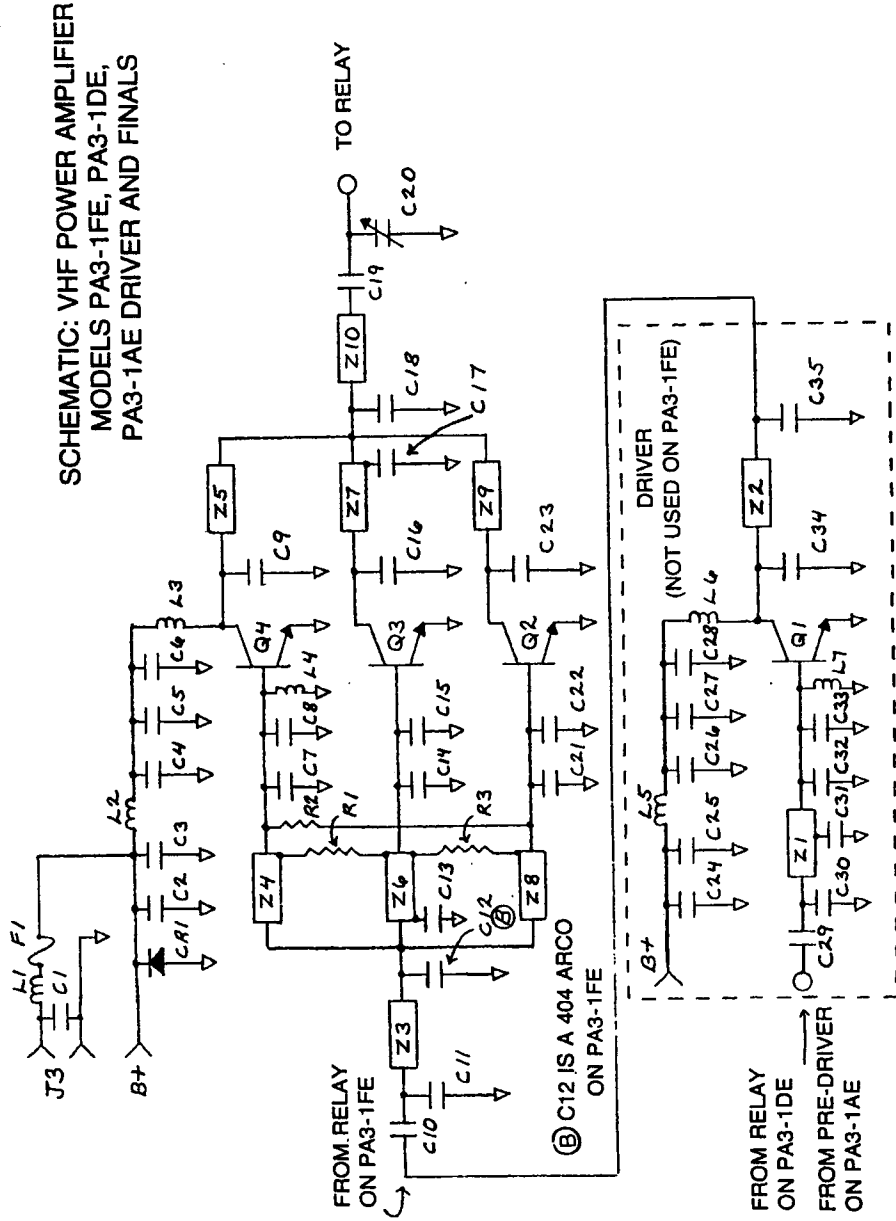 SCHEMATIC: VHF POWER AMPLIFIER
MODELS PA3-1FE, PA3-1DE,
PA3-1AE DRIVER AND FINALS
J3
L1
F1
C1
B+
CR1
C2
C3
L2
C4
C5
C6
L3
Z5
C9
Q4
L4
C8
C7
R2
R1
Z4
Z7
C16
Q3
C15
C14
Z6
C13
R3
C12
B
Z9
C23
Q2
C22
C21
Z8
C17
C18
Z10
C19
C20
TO RELAY
Z3
C11
C10
FROM RELAY
ON PA3-1FE
B C12 IS A 404 ARCO
ON PA3-1FE
DRIVER
(NOT USED ON PA3-1FE)
B+
C24
C25
L5
C26
C27
C28
L6
Z2
C35
C34
Q1
L7
C33
C32
C31
Z1
C30
C29
FROM RELAY
ON PA3-1DE
FROM PRE-DRIVER
ON PA3-1AE